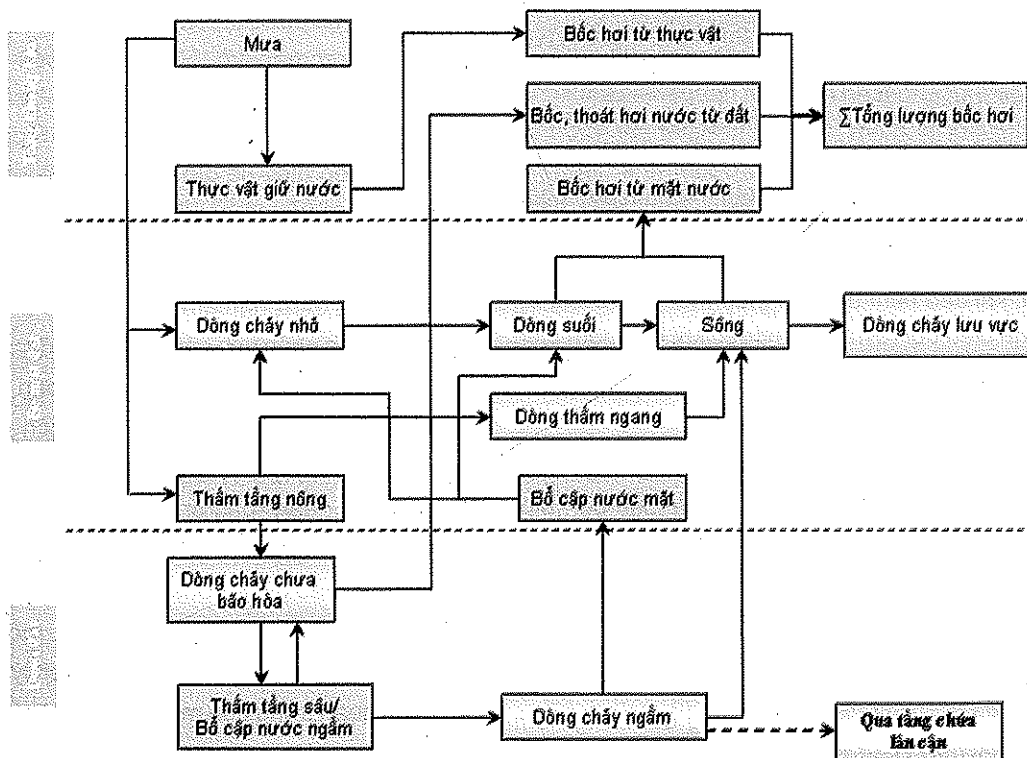 Mưa
Bốc hơi từ thực vật
Bốc, thoát hơi nước từ đất
∑Tổng lượng bốc hơi
Thực vật giữ nước
Bốc hơi từ mặt nước
Dòng chảy nhỏ
Dòng suối
Sông
Dòng chảy lưu vực
Dòng thấm ngang
Thấm tầng nông
Bổ cập nước mặt
Dòng chảy chưa
bão hòa
Thấm tầng sâu/
Bổ cập nước ngầm
Dòng chảy ngầm
Qua tầng chứa
lân cận